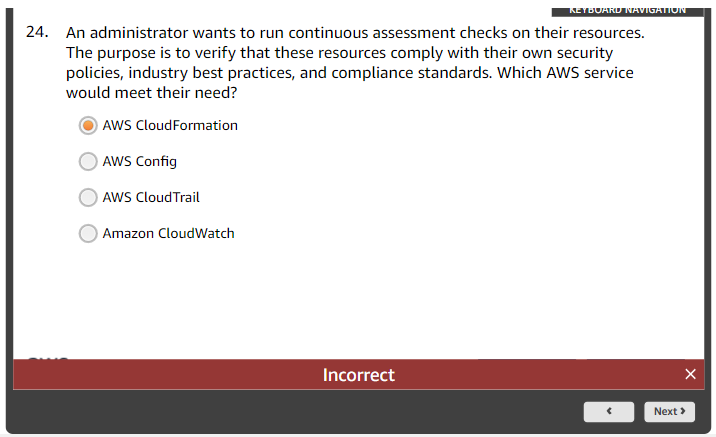 KEYBOARD NAVIGATION
24. An administrator wants to run continuous assessment checks on their resources.
The purpose is to verify that these resources comply with their own security
policies, industry best practices, and compliance standards. Which AWS service
would meet their need?
AWS CloudFormation
AWS Config
AWS CloudTrail
Amazon CloudWatch
Incorrect
Next